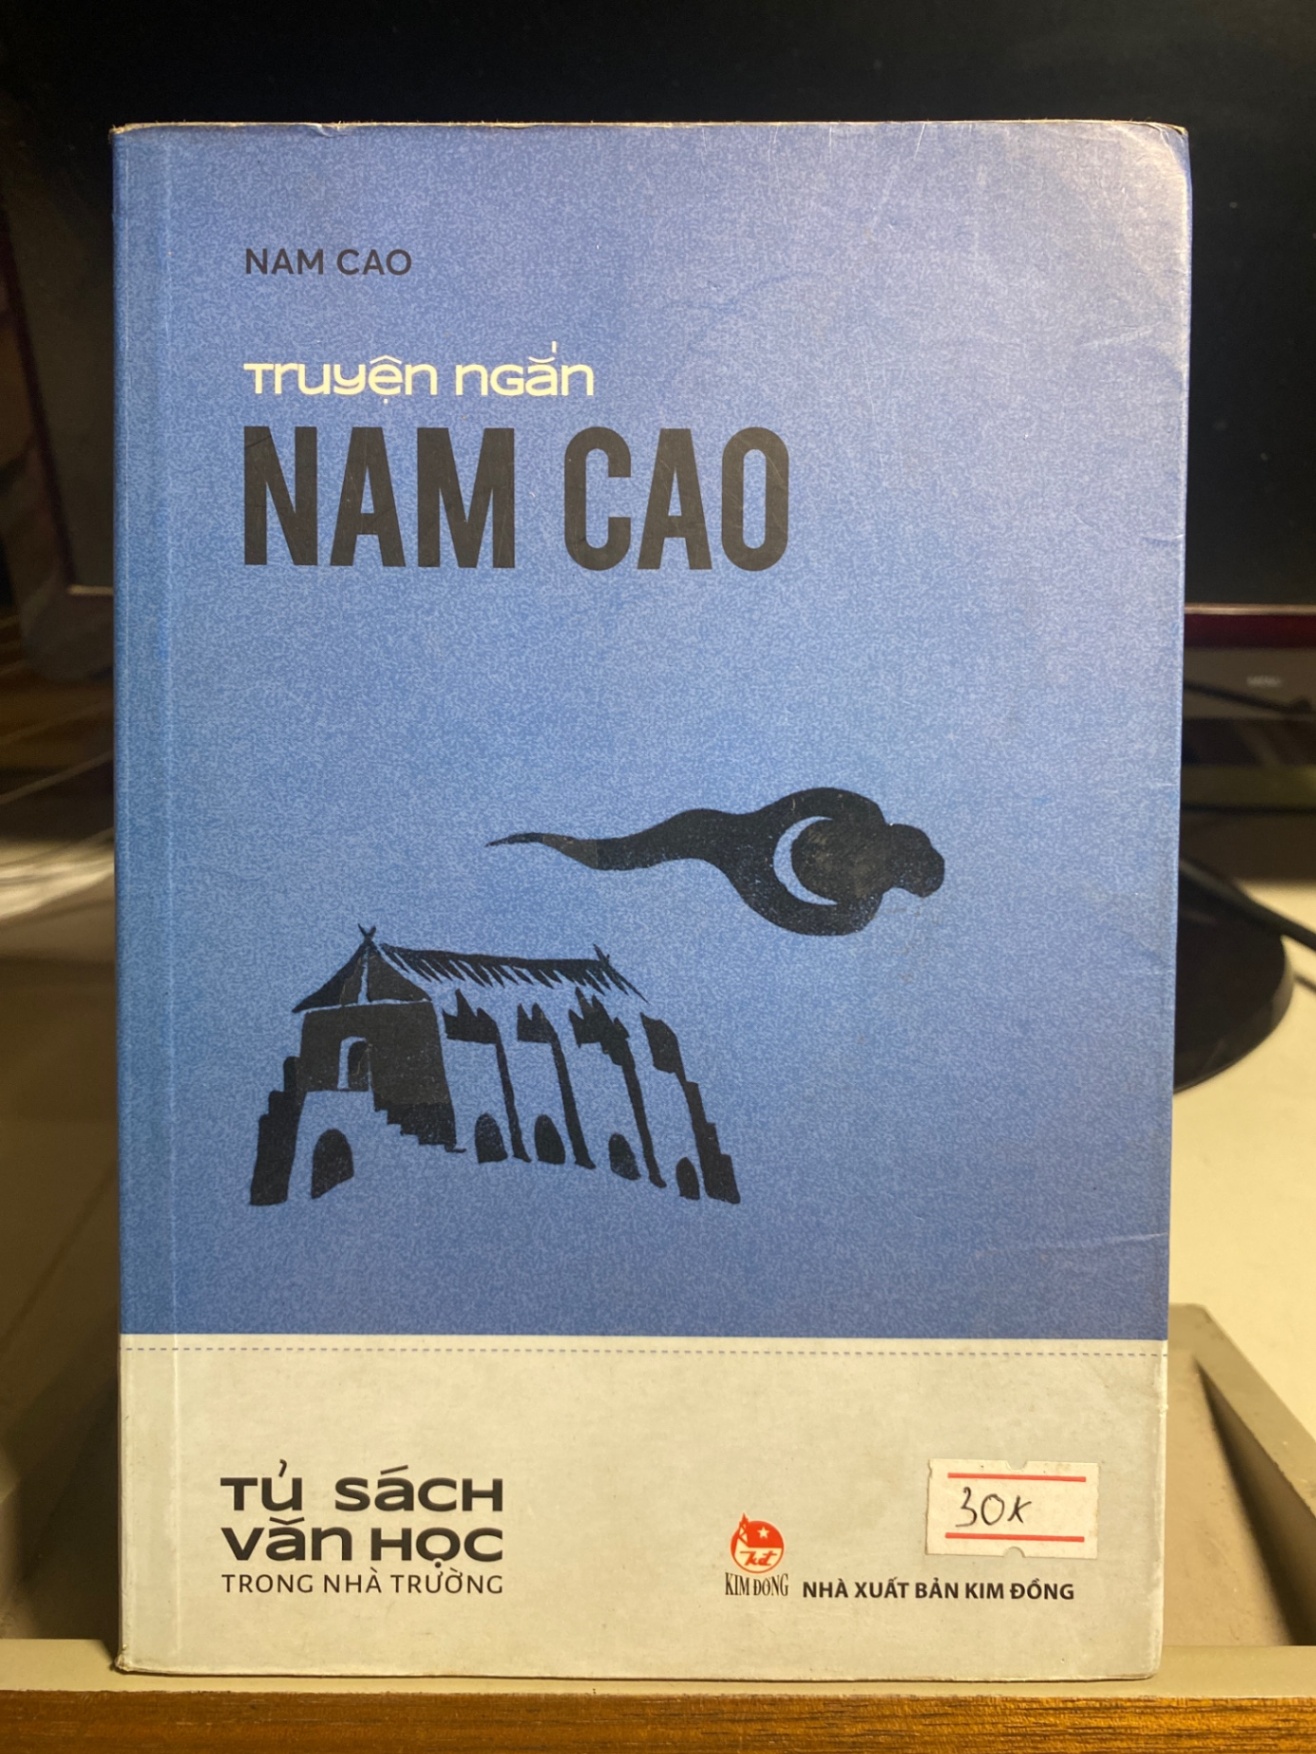 NAM CAO
Truyện ngắn
NAM CAO
Tủ sách
văn học
TRONG NHÀ TRƯỜNG
30K
KIM ĐỒNG
NHÀ XUẤT BẢN KIM ĐỒNG
MENU